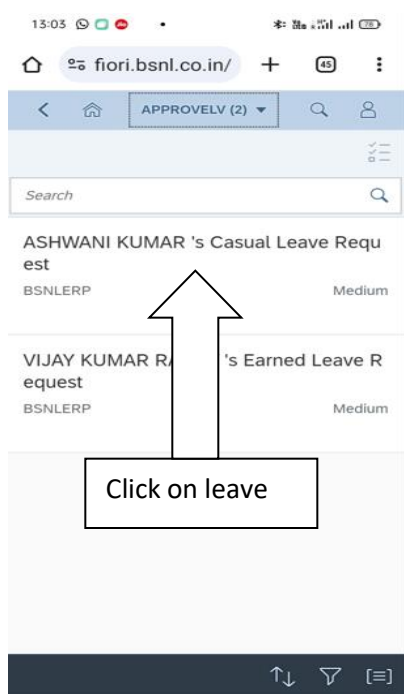 13:03
78
fiori.bsnl.co.in/
45
APPROVELV (2)
Search
ASHWANI KUMAR 's Casual Leave Requ
est
BSNLERP Medium
VIJAY KUMAR 's Earned Leave R
equest
BSNLERP Medium
Click on leave